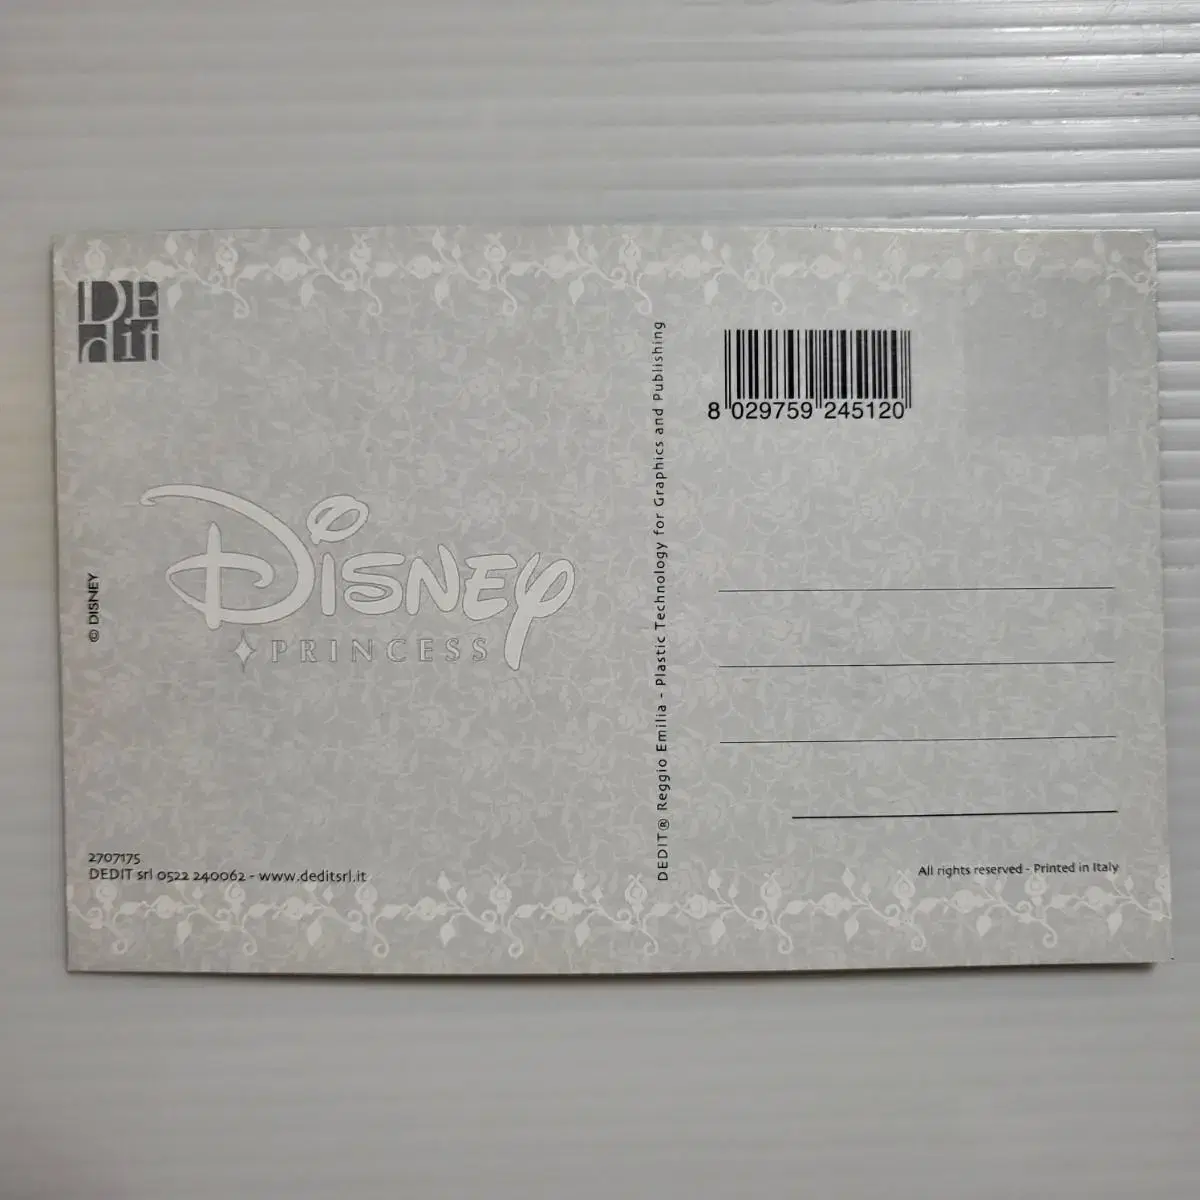 DEdit
8 029759 245120
DEDIT® Reggio Emilia - Plastic Technology for Graphics and Publishing
© DISNEY
DISNEY
PRINCESS
2707175
DEDIT srl 0522 240062 - www.deditsrl.it
All rights reserved - Printed in Italy